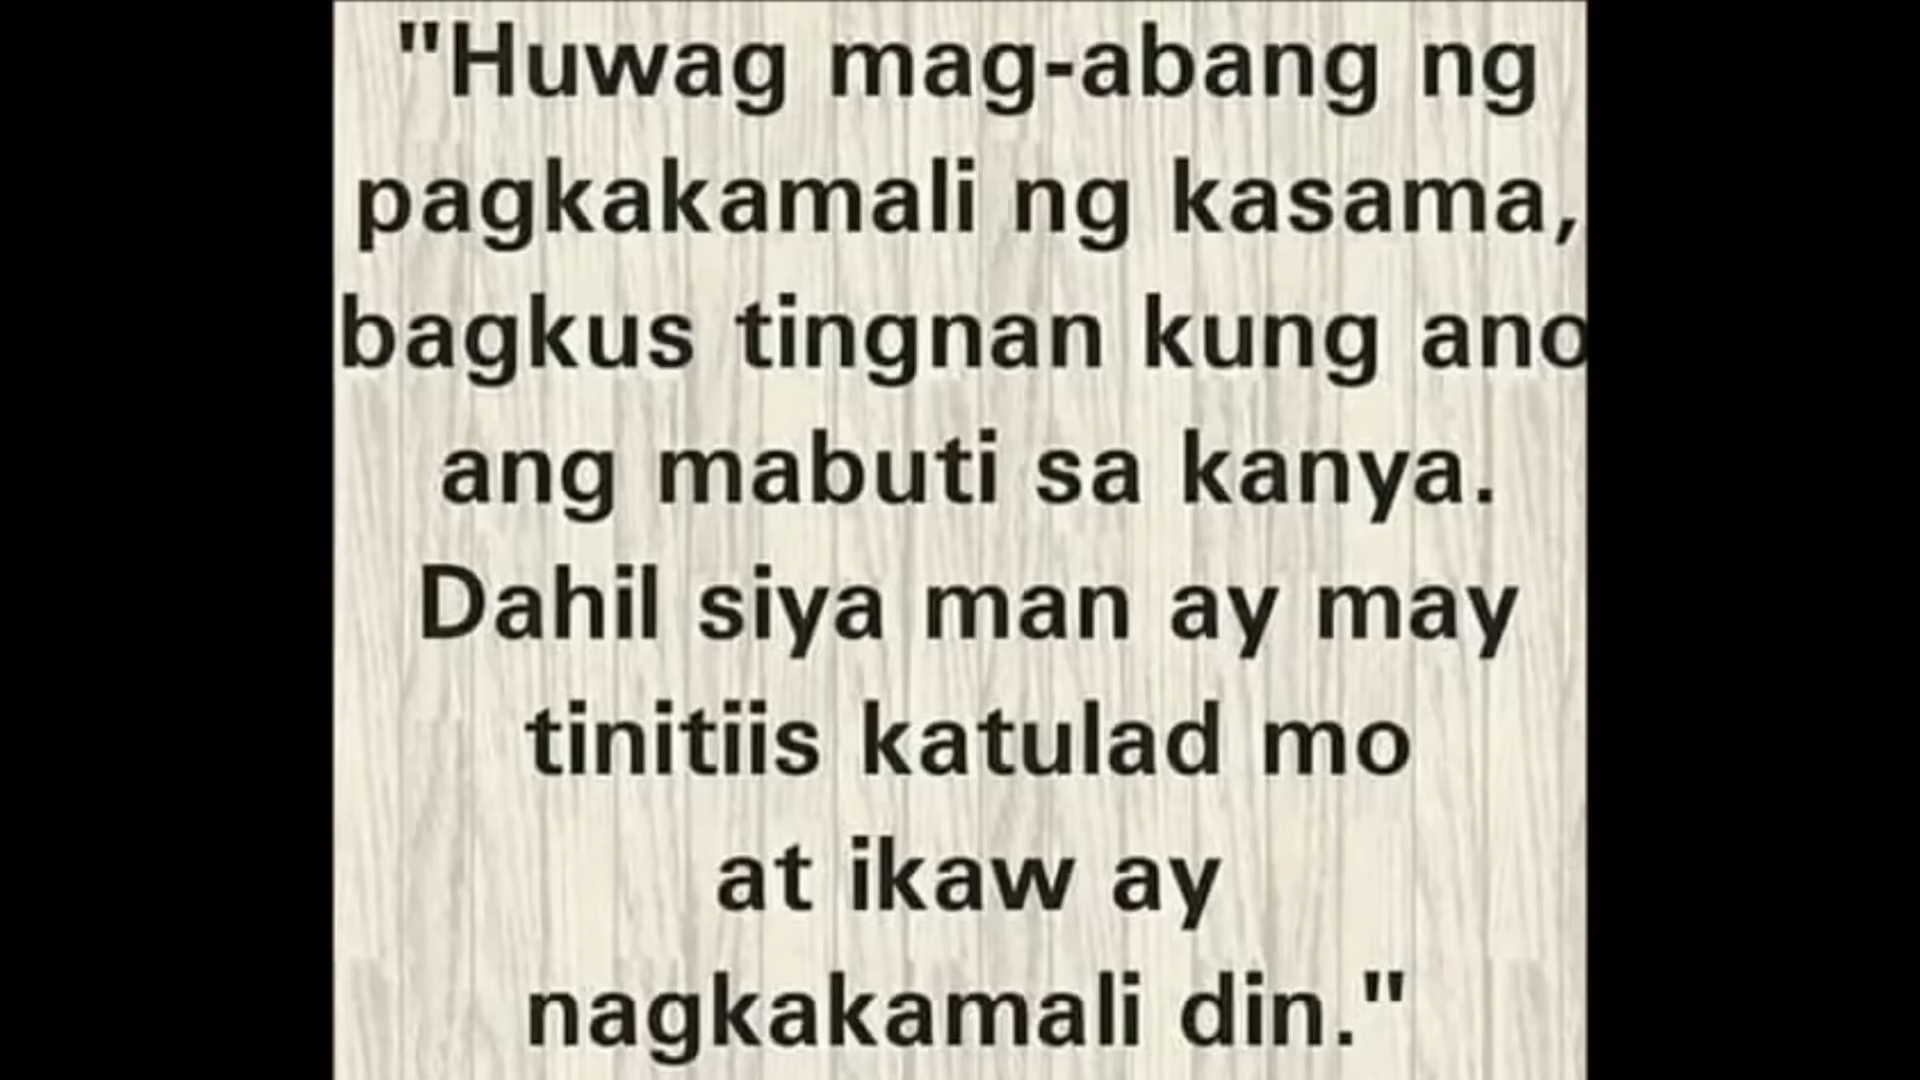 "Huwag mag-abang ng
pagkakamali ng kasama,
bagkus tingnan kung ano
ang mabuti sa kanya.
Dahil siya man ay may
tinitiis katulad mo
at ikaw ay
nagkakamali din."